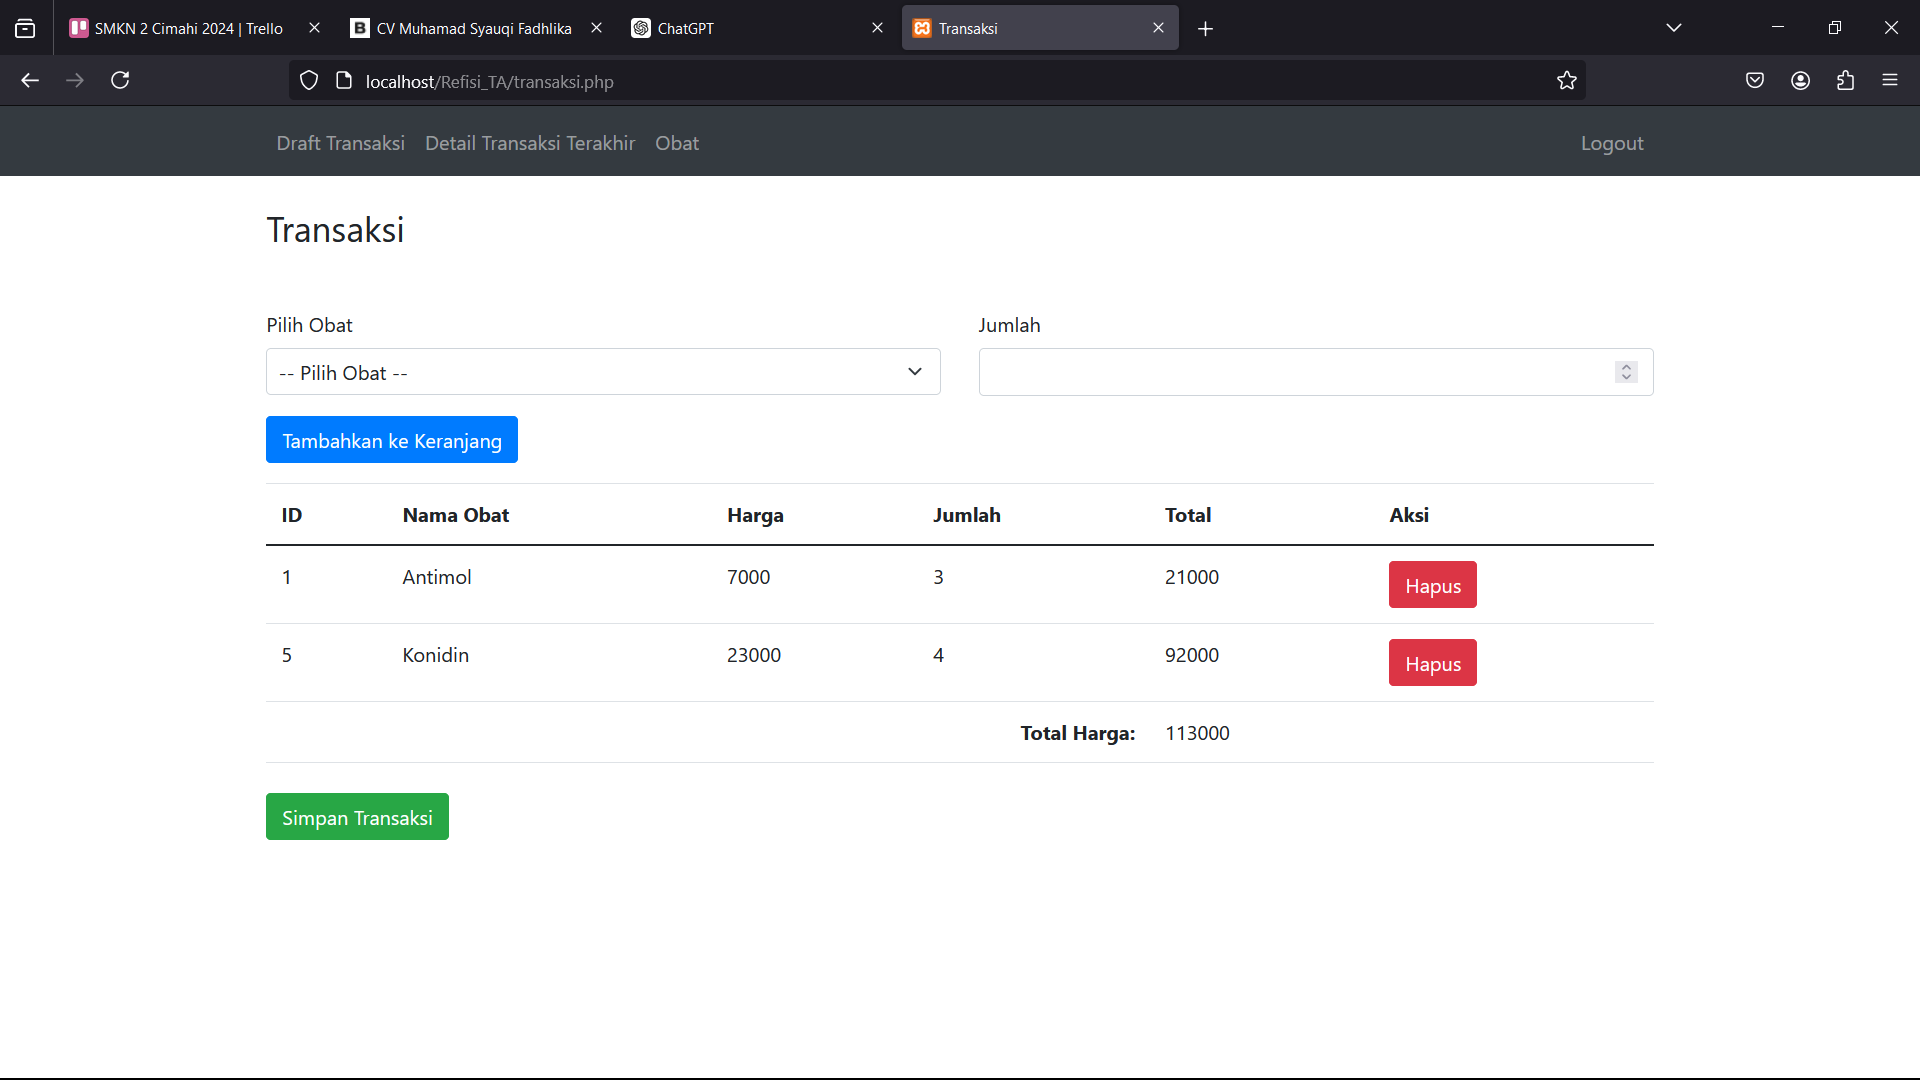 SMKN 2 Cimahi 2024 | Trello
CV Muhamad Syauqi Fadhlika
ChatGPT
Transaksi
localhost/Refisi_TA/transaksi.php
Draft Transaksi Detail Transaksi Terakhir Obat Logout
Transaksi
Pilih Obat Jumlah
-- Pilih Obat --
Tambahkan ke Keranjang
ID Nama Obat Harga Jumlah Total Aksi
1 Antimol 7000 3 21000 Hapus
5 Konidin 23000 4 92000 Hapus
Total Harga: 113000
Simpan Transaksi